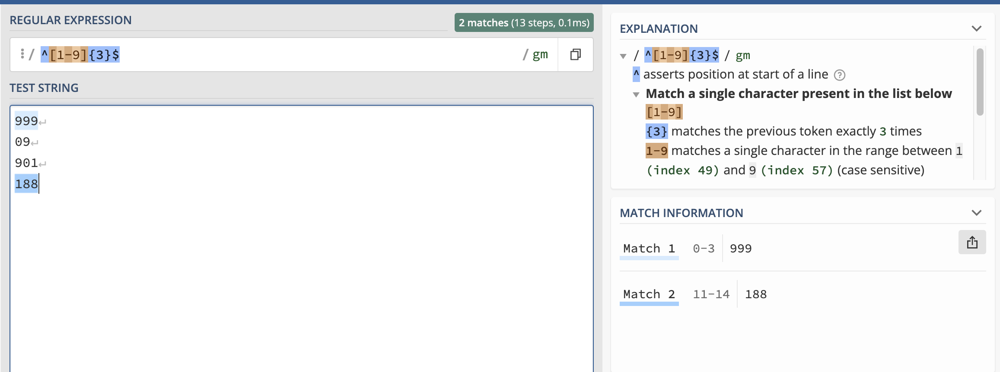 REGULAR EXPRESSION
2 matches (13 steps, 0.1ms)
/ ^[1-9]{3}$ / gm
TEST STRING
999↵
09↵
901↵
188
EXPLANATION
/ ^[1-9]{3}$ / gm
^ asserts position at start of a line ?
Match a single character present in the list below
[1-9]
{3} matches the previous token exactly 3 times
1-9 matches a single character in the range between 1
(index 49) and 9 (index 57) (case sensitive)
MATCH INFORMATION
Match 1 0-3 999
Match 2 11-14 188